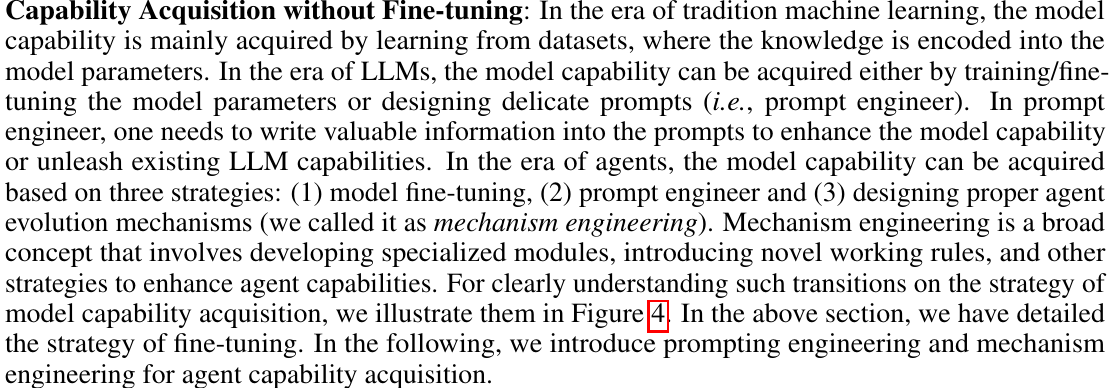 Capability Acquisition without Fine-tuning: In the era of tradition machine learning, the model
capability is mainly acquired by learning from datasets, where the knowledge is encoded into the
model parameters. In the era of LLMs, the model capability can be acquired either by training/fine-
tuning the model parameters or designing delicate prompts (i.e., prompt engineer). In prompt
engineer, one needs to write valuable information into the prompts to enhance the model capability
or unleash existing LLM capabilities. In the era of agents, the model capability can be acquired
based on three strategies: (1) model fine-tuning, (2) prompt engineer and (3) designing proper agent
evolution mechanisms (we called it as mechanism engineering). Mechanism engineering is a broad
concept that involves developing specialized modules, introducing novel working rules, and other
strategies to enhance agent capabilities. For clearly understanding such transitions on the strategy of
model capability acquisition, we illustrate them in Figure 4. In the above section, we have detailed
the strategy of fine-tuning. In the following, we introduce prompting engineering and mechanism
engineering for agent capability acquisition.